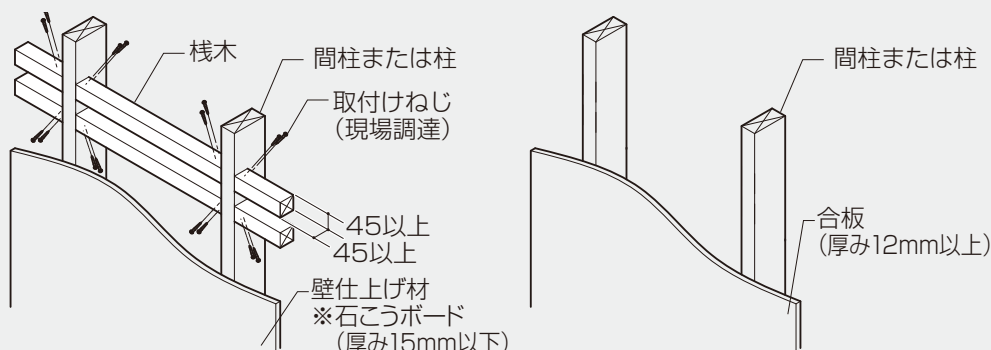 桟木
間柱または柱
取付けねじ
（現場調達）
45以上
45以上
壁仕上げ材
※石こうボード
（厚み15mm以下）
間柱または柱
合板
（厚み12mm以上）